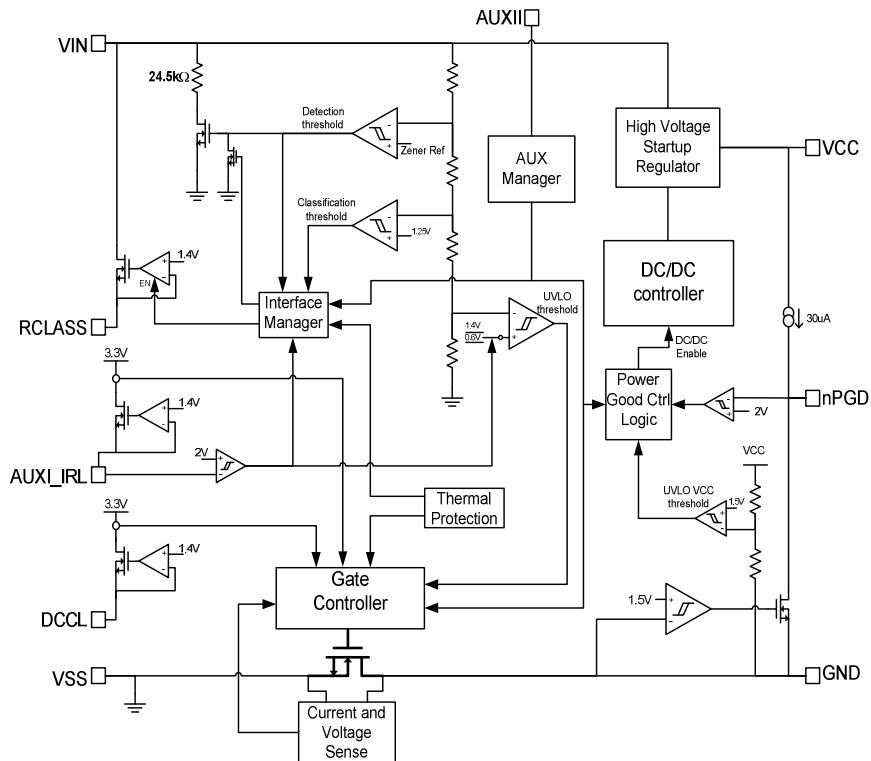 AUXII
VIN
24.5kΩ
Detection
threshold
-
+
Zener Ref
High Voltage
Startup
Regulator
VCC
AUX
Manager
Classification
threshold
-
+
1.25V
1.4V
+
-
EN
DC/DC
controller
Interface
Manager
UVLO
threshold
-
+
1.4V
0.6V
30uA
RCLASS
DC/DC
Enable
3.3V
Power
Good Ctrl
Logic
nPGD
-
+
2V
1.4V
+
-
2V
+
-
AUXI_IRL
VCC
UVLO VCC
threshold
1.5V
+
-
Thermal
Protection
3.3V
1.4V
+
-
Gate
Controller
1.5V
+
-
DCCL
VSS
GND
Current and
Voltage
Sense